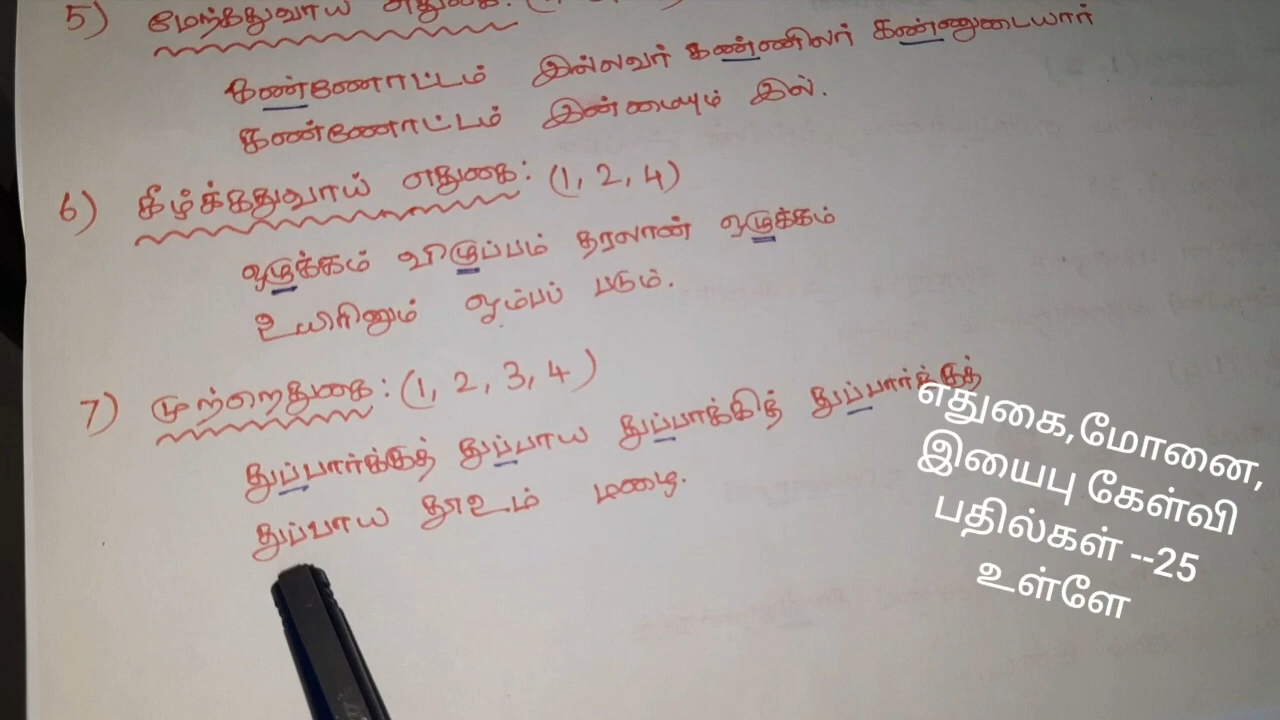 5) மேற்கதுவாய் எதுகை:
கண்ணோட்டம் இல்லவர் கண்ணிலர் கண்ணுடையார்
கண்ணோட்டம் இன்மையும் இல்.
6) கீழ்க்கதுவாய் எதுகை: (1, 2, 4)
ஒழுக்கம் விழுப்பம் தரலான் ஒழுக்கம்
உயிரினும் ஓம்பப் படும்.
7) முற்றெதுகை: (1, 2, 3, 4)
துப்பார்க்குத் துப்பாய துப்பாக்கித் துப்பார்க்குத்
துப்பாய தூஉம் மழை.
எதுகை,மோனை,
இயைபு கேள்வி
பதில்கள் --25
உள்ளே